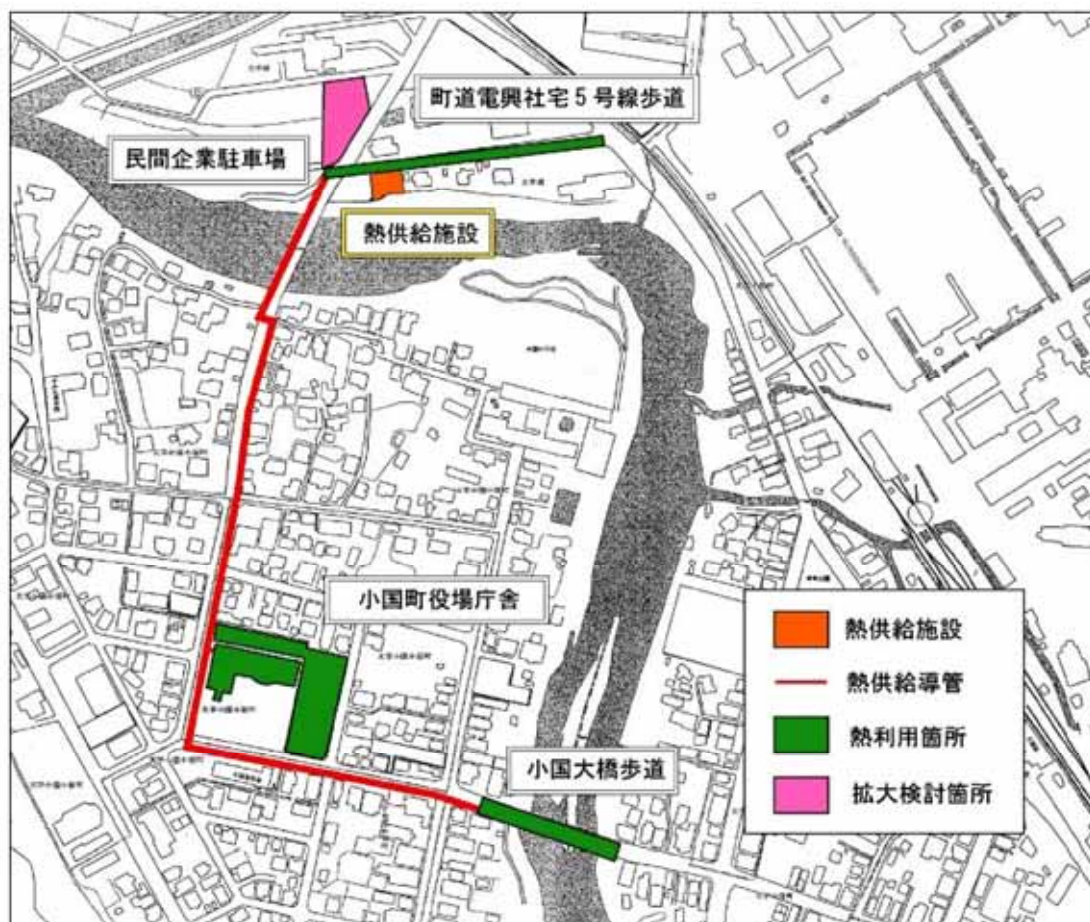 町道電興社宅5号線歩道
民間企業駐車場
熱供給施設
小国町役場庁舎
小国大橋歩道
熱供給施設
熱供給導管
熱利用箇所
拡大検討箇所